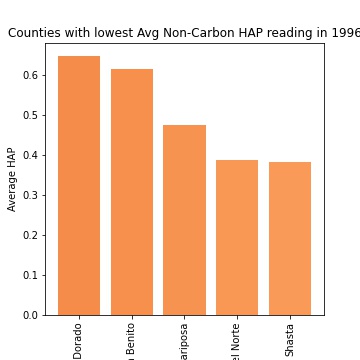 Counties with lowest Avg Non-Carbon HAP reading in 1996
Average HAP
0.6
0.5
0.4
0.3
0.2
0.1
0.0
Dorado
Benito
ariposa
el Norte
Shasta